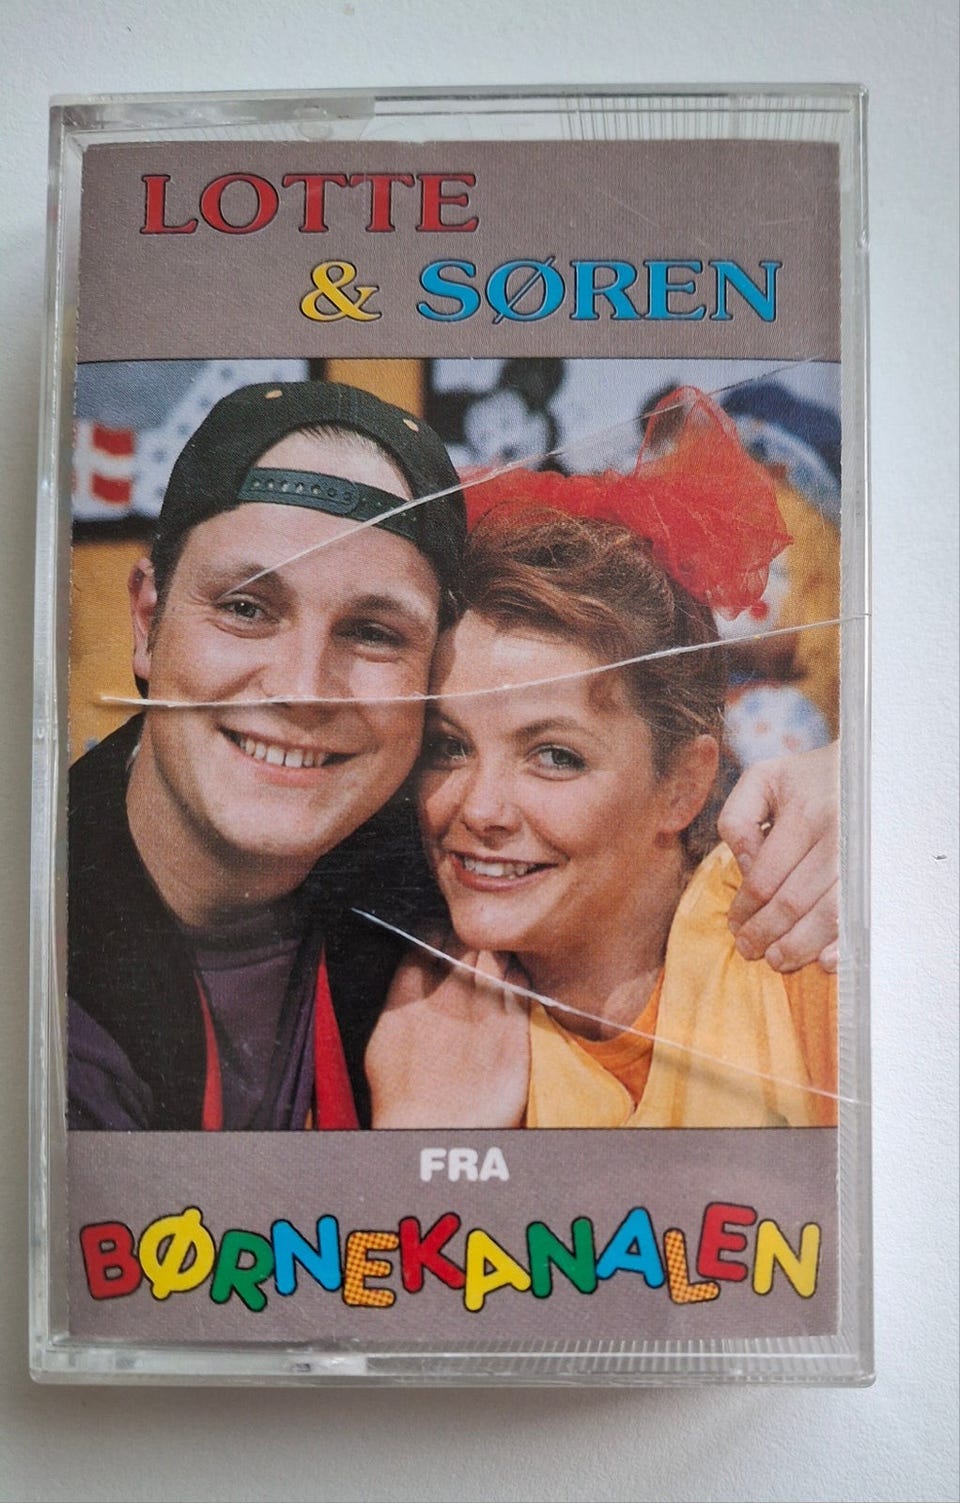 LOTTE
& SØREN
FRA
BØRNEKANALEN